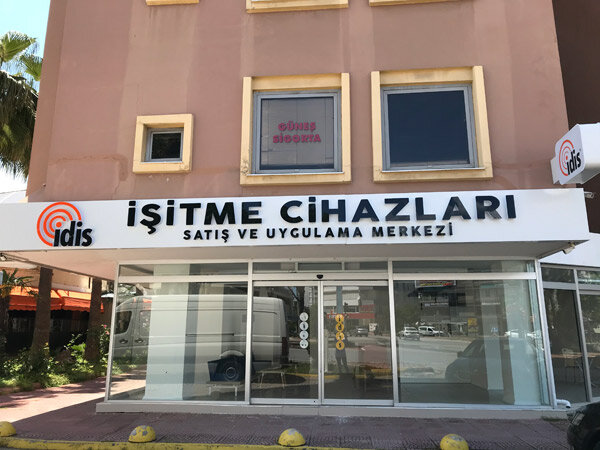 GÜNEŞ
SİGORTA
idis
idis
İŞİTME CİHAZLARI
SATIŞ VE UYGULAMA MERKEZİ